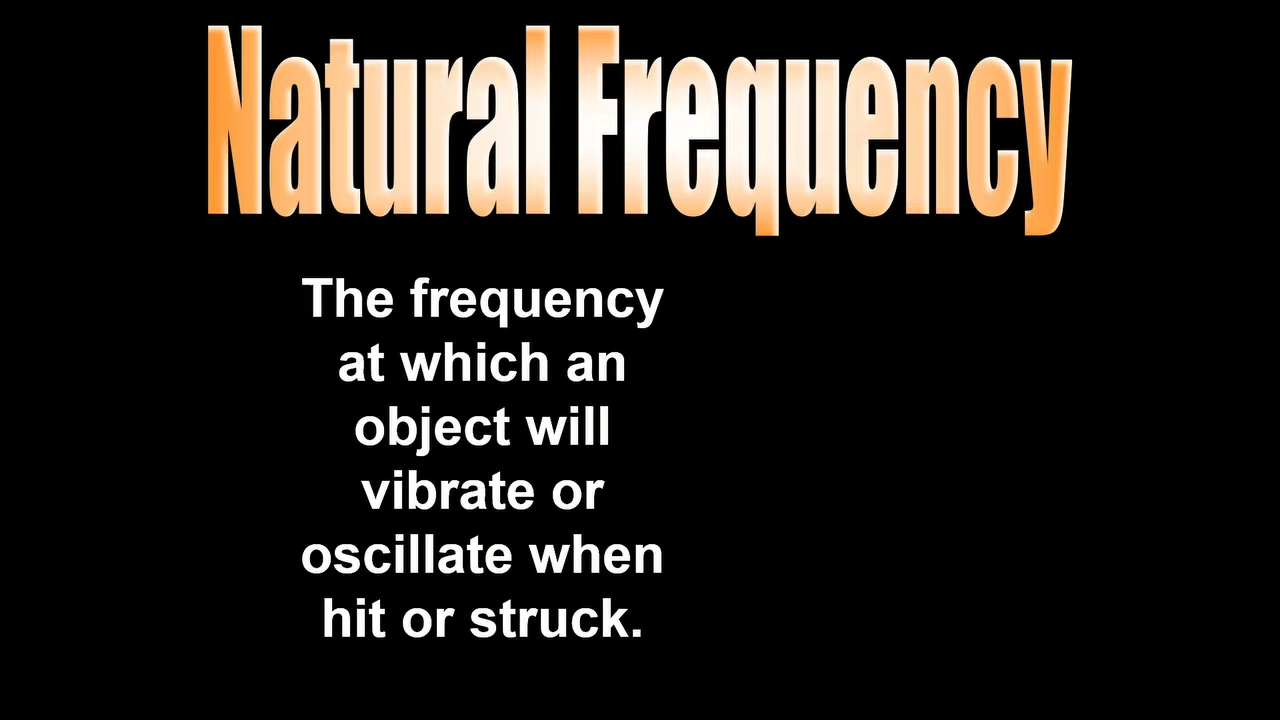 Natural Frequency
The frequency
at which an
object will
vibrate or
oscillate when
hit or struck.